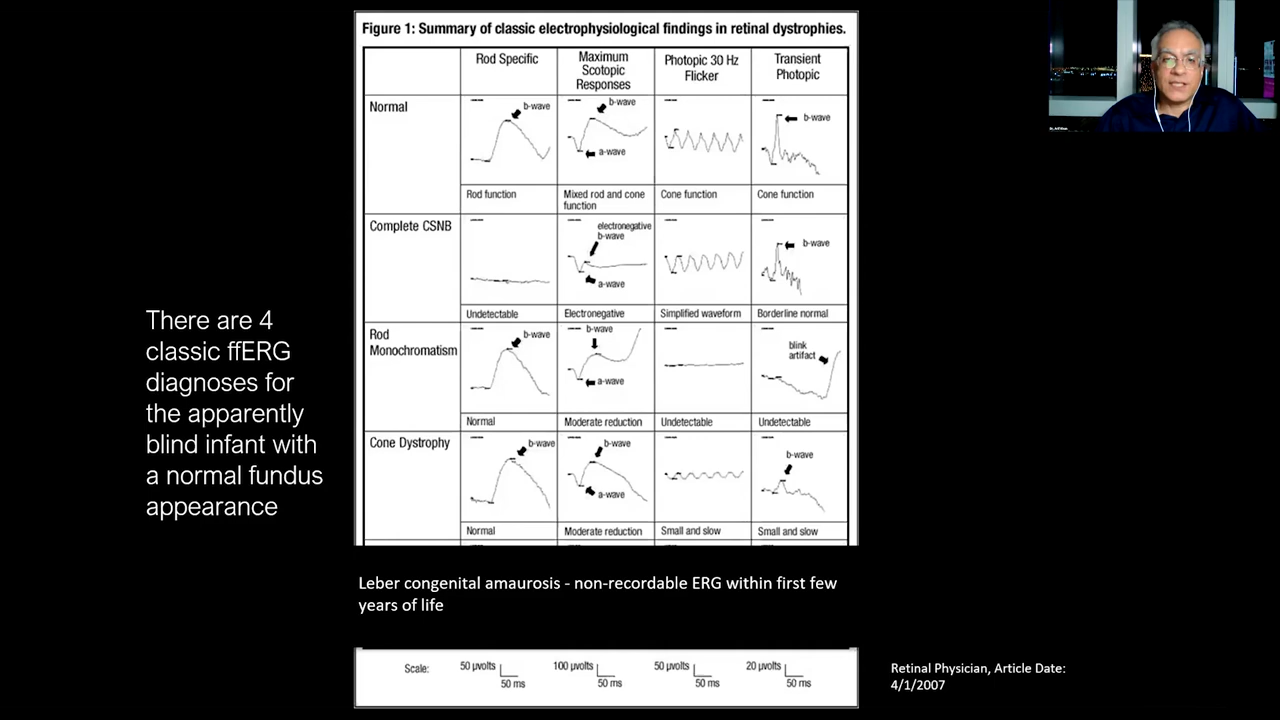 There are 4
classic ffERG
diagnoses for
the apparently
blind infant with
a normal fundus
appearance
Figure 1: Summary of classic electrophysiological findings in retinal dystrophies.
Rod Specific
Maximum
Scotopic
Responses
Photopic 30 Hz
Flicker
Transient
Photopic
Normal
b-wave
b-wave
a-wave
b-wave
Rod function
Mixed rod and cone
function
Cone function
Cone function
Complete CSNB
electronegative
b-wave
a-wave
b-wave
Undetectable
Electronegative
Simplified waveform
Borderline normal
Rod
Monochromatism
b-wave
b-wave
a-wave
blink
artifact
Normal
Moderate reduction
Undetectable
Undetectable
Cone Dystrophy
b-wave
b-wave
a-wave
b-wave
Normal
Moderate reduction
Small and slow
Small and slow
Leber congenital amaurosis - non-recordable ERG within first few
years of life
Scale:
50 µvolts
50 ms
100 µvolts
50 ms
50 µvolts
50 ms
20 µvolts
50 ms
Retinal Physician, Article Date:
4/1/2007